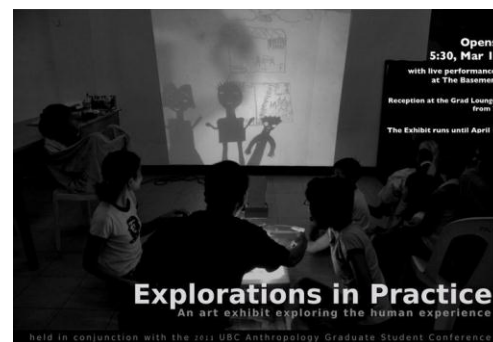 Opens
5:30, Mar 1
with live performance
at The Basemen
Reception at the Grad Loung
from
The Exhibit runs until April
Explorations in Practice
An art exhibit exploring the human experience
held in conjunction with the 2011 UBC Anthropology Graduate Student Conference